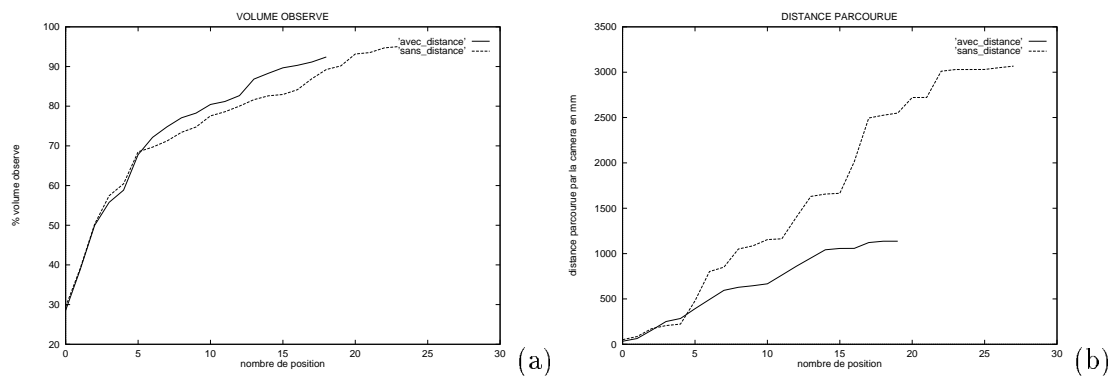 VOLUME OBSERVE
100
90
80
70
60
50
40
30
20
% volume observe
'avec_distance'
'sans_distance'
0 5 10 15 20 25 30
nombre de position
(a)
DISTANCE PARCOURUE
3500
3000
2500
2000
1500
1000
500
0
distance parcourue par la camera en mm
'avec_distance'
'sans_distance'
0 5 10 15 20 25 30
nombre de position
(b)